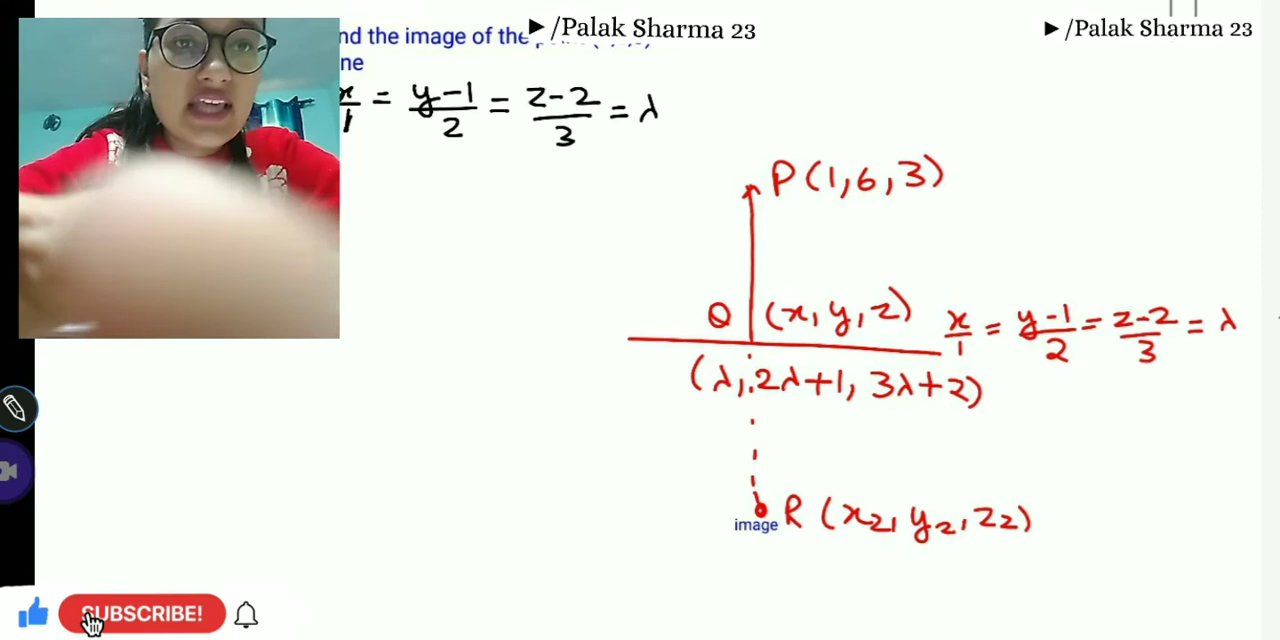 nd the image of the
▶ /Palak Sharma 23
▶ /Palak Sharma 23
ne
x/1 = y-1/2 = z-2/3 = λ
P(1,6,3)
Q (x,y,z) x/1 = y-1/2 = z-2/3 = λ
(λ, 2λ+1, 3λ+2)
image R (x2, y2, z2)
SUBSCRIBE!